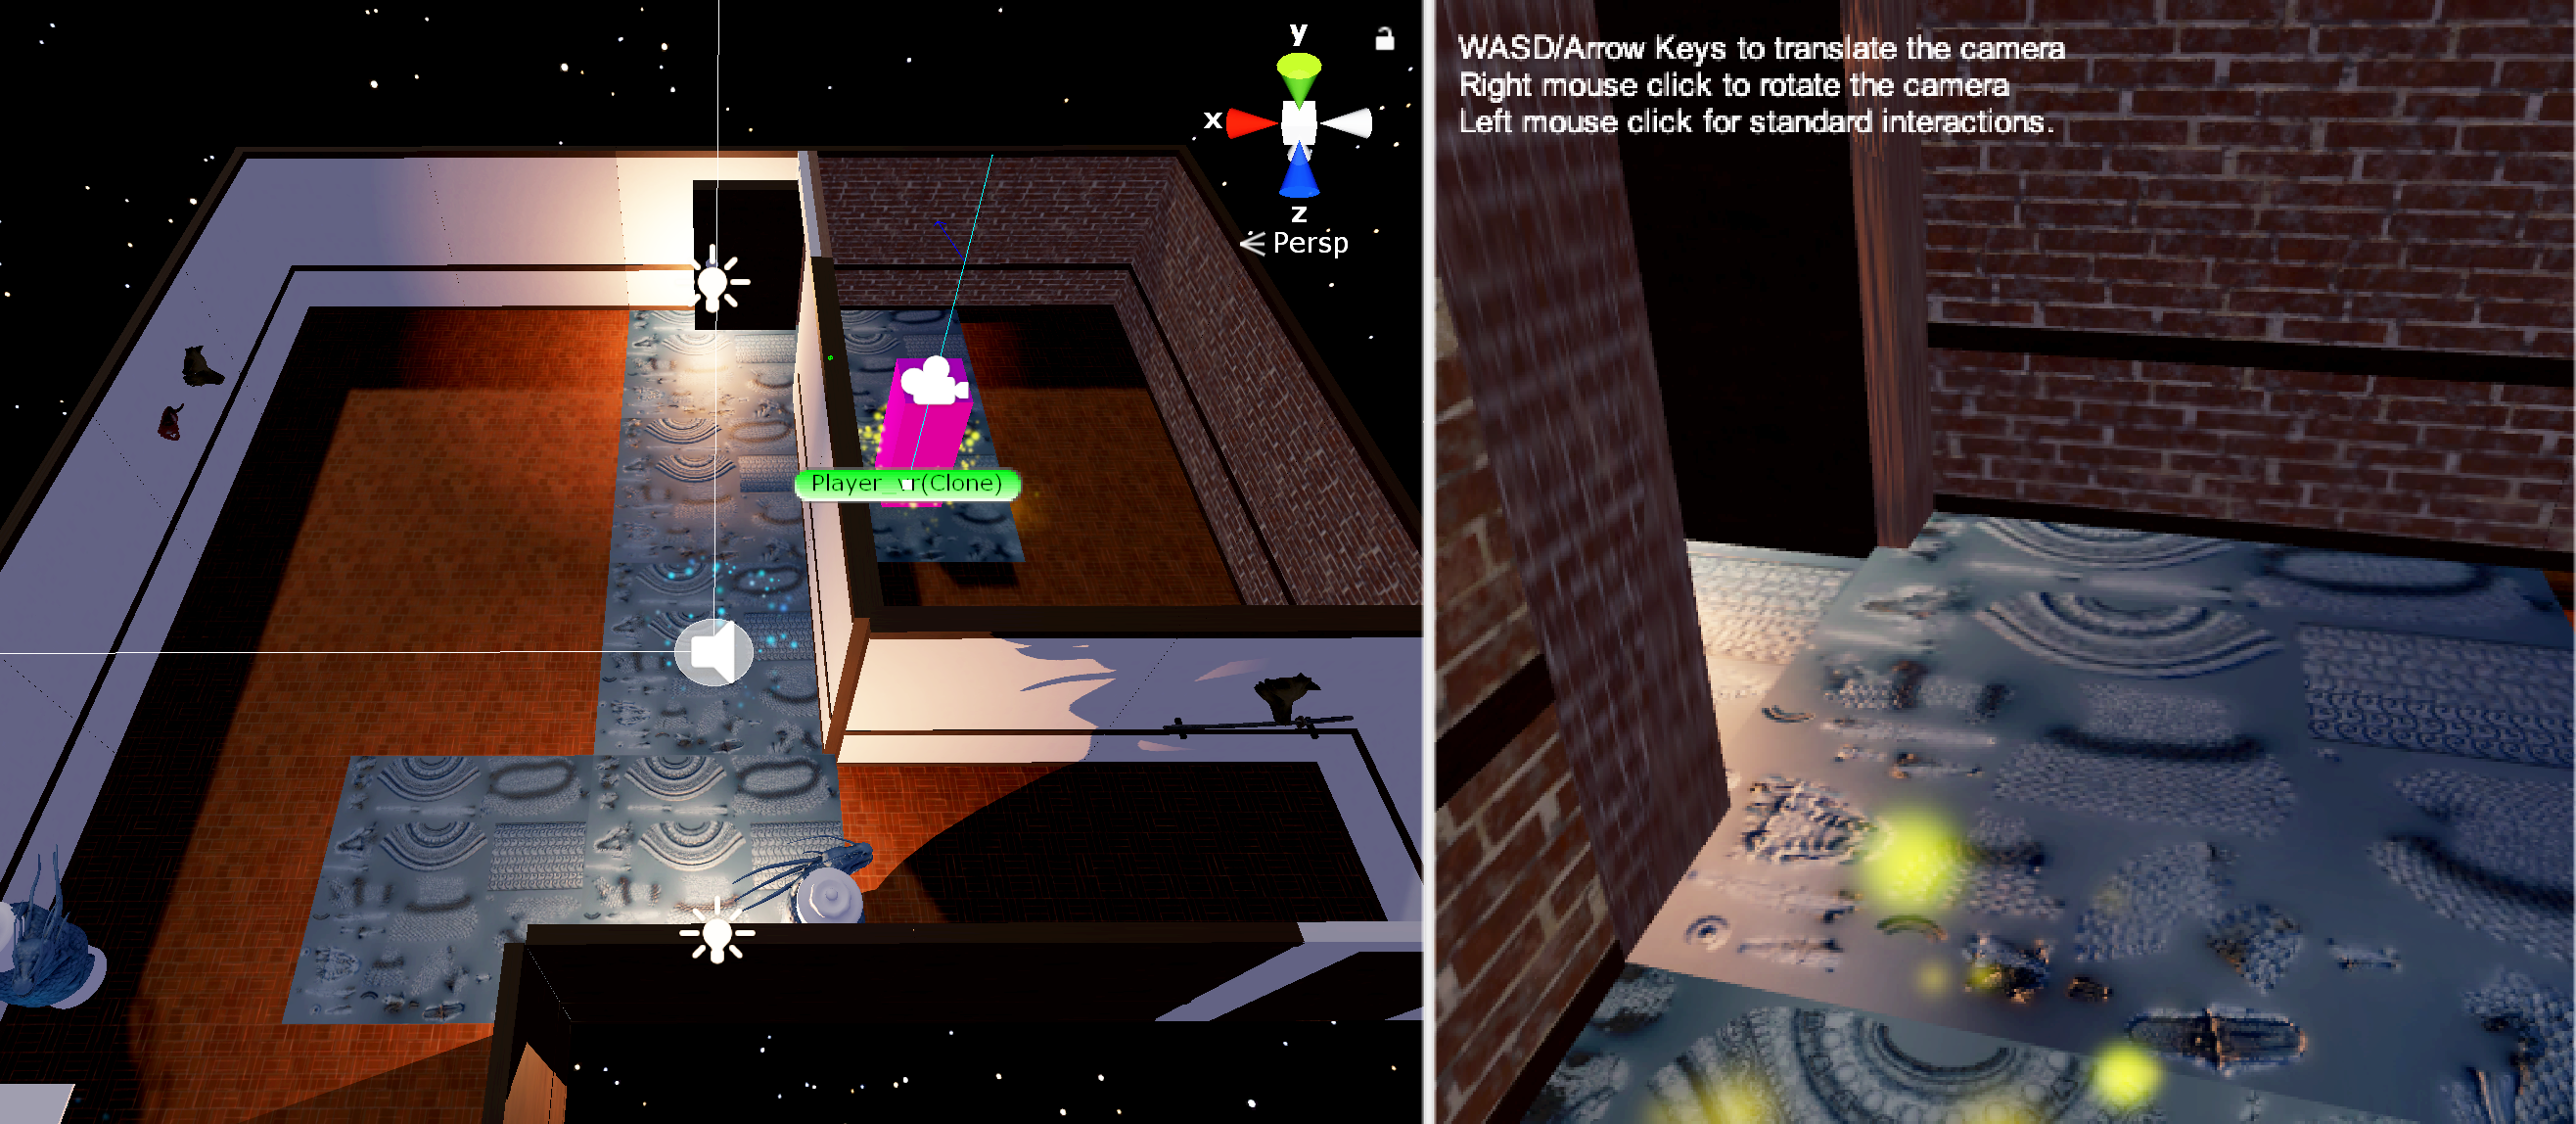 y
x
z
Persp
Player_vr(Clone)
WASD/Arrow Keys to translate the camera
Right mouse click to rotate the camera
Left mouse click for standard interactions.